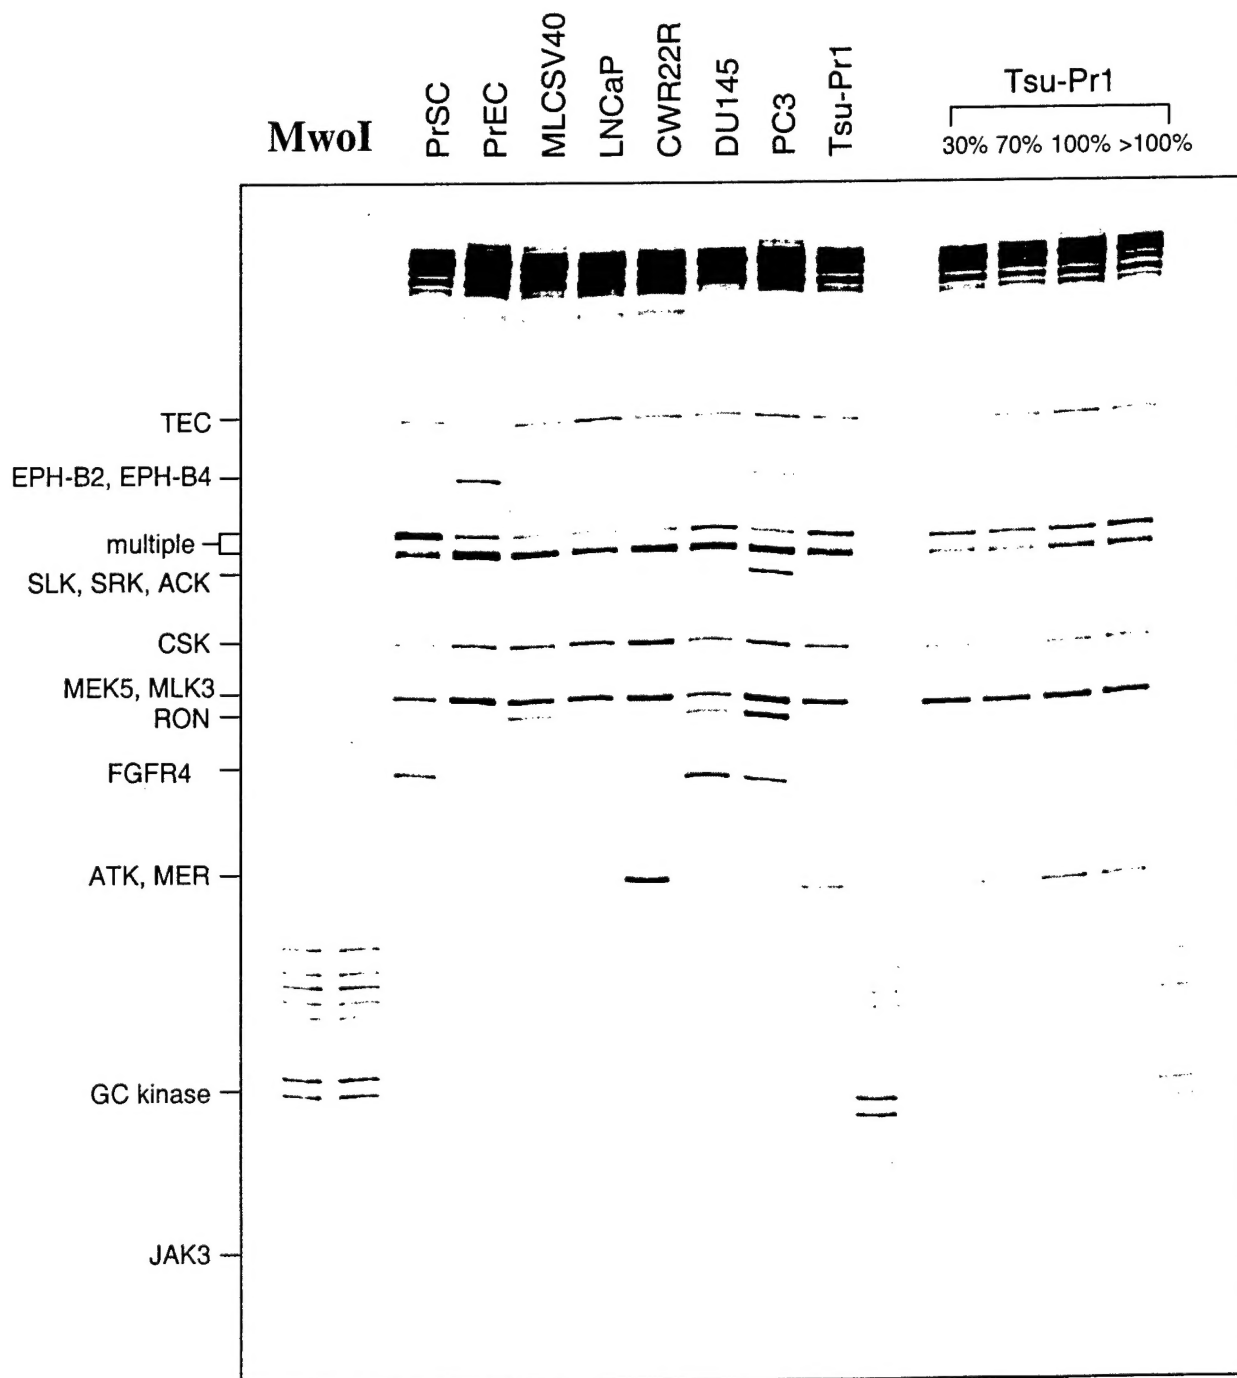 MwoI
PrSC
PrEC
MLCSV40
LNCaP
CWR22R
DU145
PC3
Tsu-Pr1
Tsu-Pr1
30% 70% 100% >100%
TEC
EPH-B2, EPH-B4
multiple
SLK, SRK, ACK
CSK
MEK5, MLK3
RON
FGFR4
ATK, MER
GC kinase
JAK3